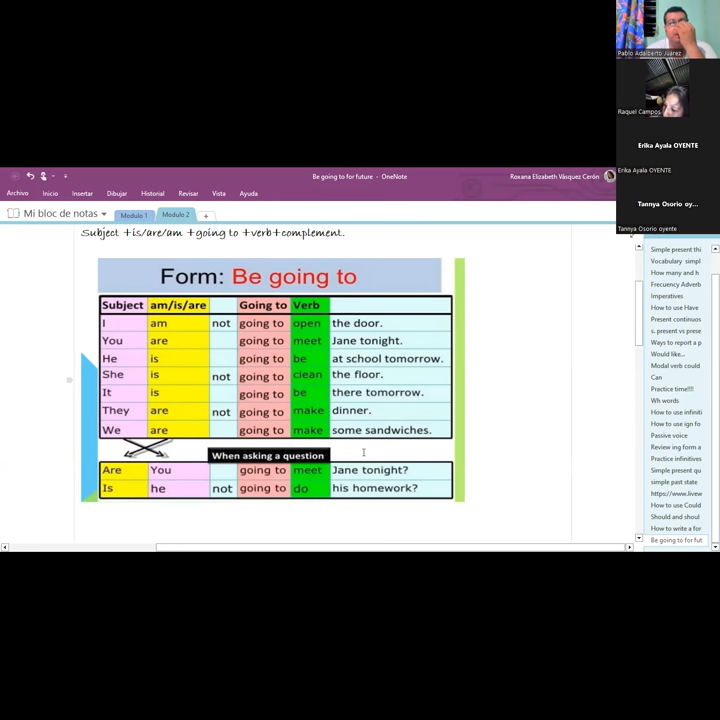 Pablo Adalberto Juarez
Raquel Campos
Erika Ayala OYENTE
Erika Ayala OYENTE
Tannya Osorio oy...
Tannya Osorio oyente
Be going to for future - OneNote
Roxana Elizabeth Vásquez Cerón
Archivo Inicio Insertar Dibujar Historial Revisar Vista Ayuda
Mi bloc de notas Modulo 1 Modulo 2
Subject +is/are/am +going to +verb+complement.
Form: Be going to
Subject am/is/are Going to Verb
I am not going to open the door.
You are going to meet Jane tonight.
He is going to be at school tomorrow.
She is not going to clean the floor.
It is going to be there tomorrow.
They are not going to make dinner.
We are going to make some sandwiches.
When asking a question
Are You going to meet Jane tonight?
Is he not going to do his homework?
Simple present thi
Vocabulary simpl
How many and h
Frecuency Adverb
Imperatives
How to use Have
Present continuos
s. present vs prese
Ways to report a p
Would like...
Modal verb could
Can
Practice time!!!!
Wh words
How to use infiniti
How to use ign fo
Passive voice
Review ing form a
Practice infinitives
Simple present qu
simple past state
https://www.livew
How to use Could
Should and shoul
How to write a for
Be going to for fut